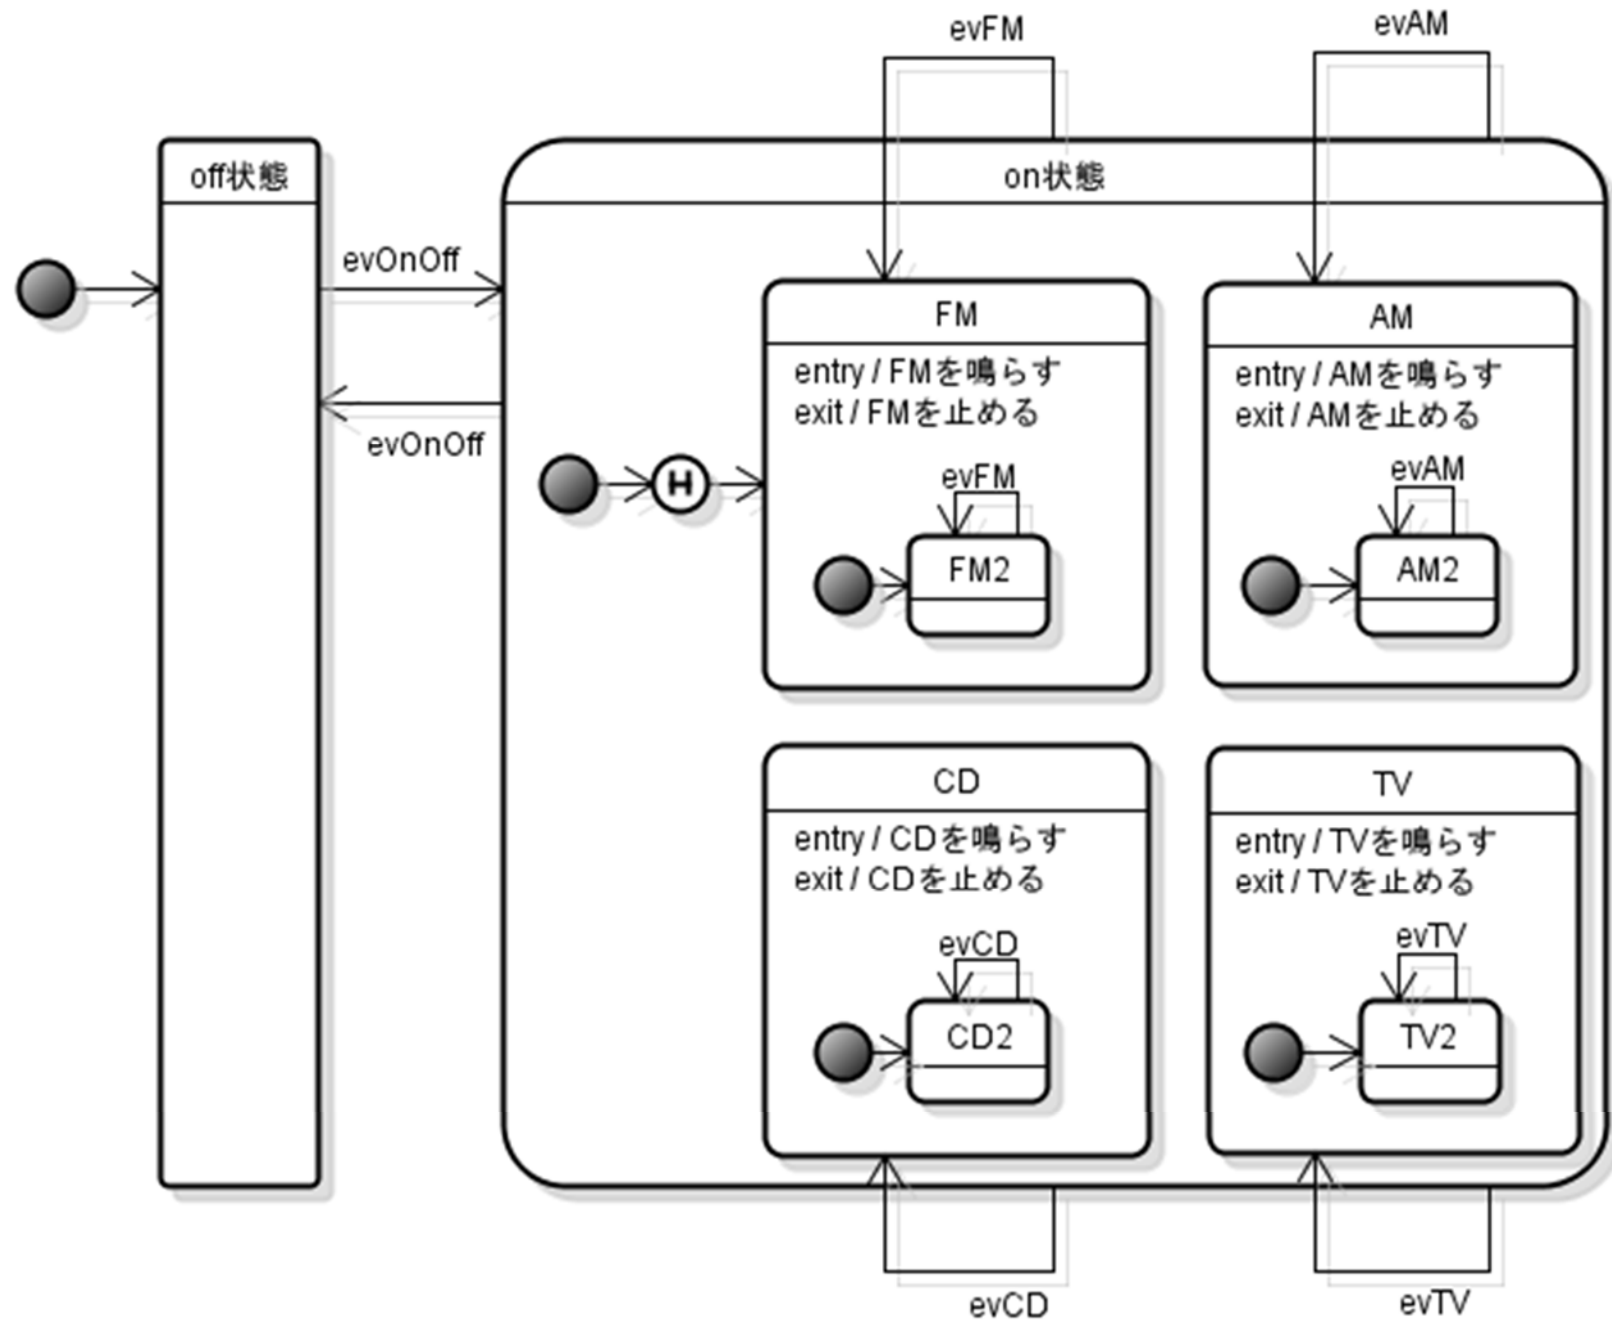 evFM
evAM
off状態
on状態
evOnOff
evOnOff
H
FM
entry / FMを鳴らす
exit / FMを止める
evFM
FM2
AM
entry / AMを鳴らす
exit / AMを止める
evAM
AM2
CD
entry / CDを鳴らす
exit / CDを止める
evCD
CD2
TV
entry / TVを鳴らす
exit / TVを止める
evTV
TV2
evCD
evTV